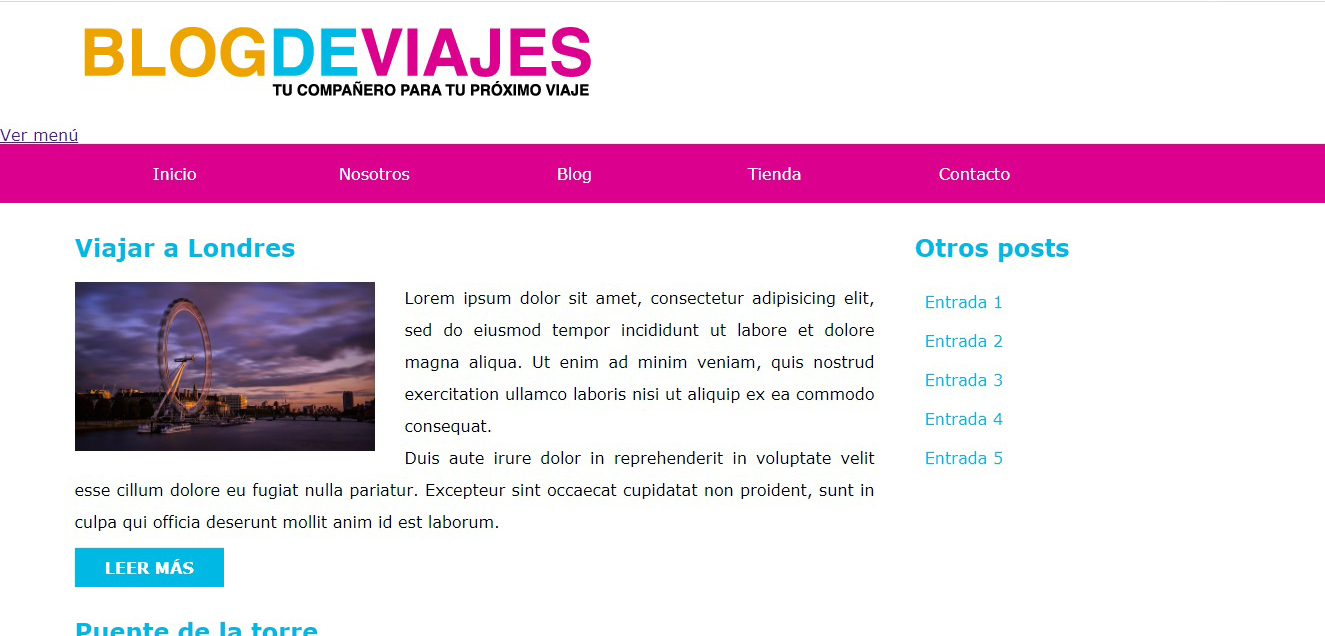 BLOGDEVIAJES
TU COMPAÑERO PARA TU PRÓXIMO VIAJE
Ver menú
Inicio Nosotros Blog Tienda Contacto
Viajar a Londres
Lorem ipsum dolor sit amet, consectetur adipisicing elit,
sed do eiusmod tempor incididunt ut labore et dolore
magna aliqua. Ut enim ad minim veniam, quis nostrud
exercitation ullamco laboris nisi ut aliquip ex ea commodo
consequat.
Duis aute irure dolor in reprehenderit in voluptate velit
esse cillum dolore eu fugiat nulla pariatur. Excepteur sint occaecat cupidatat non proident, sunt in
culpa qui officia deserunt mollit anim id est laborum.
LEER MÁS
Puente de la torre
Otros posts
Entrada 1
Entrada 2
Entrada 3
Entrada 4
Entrada 5